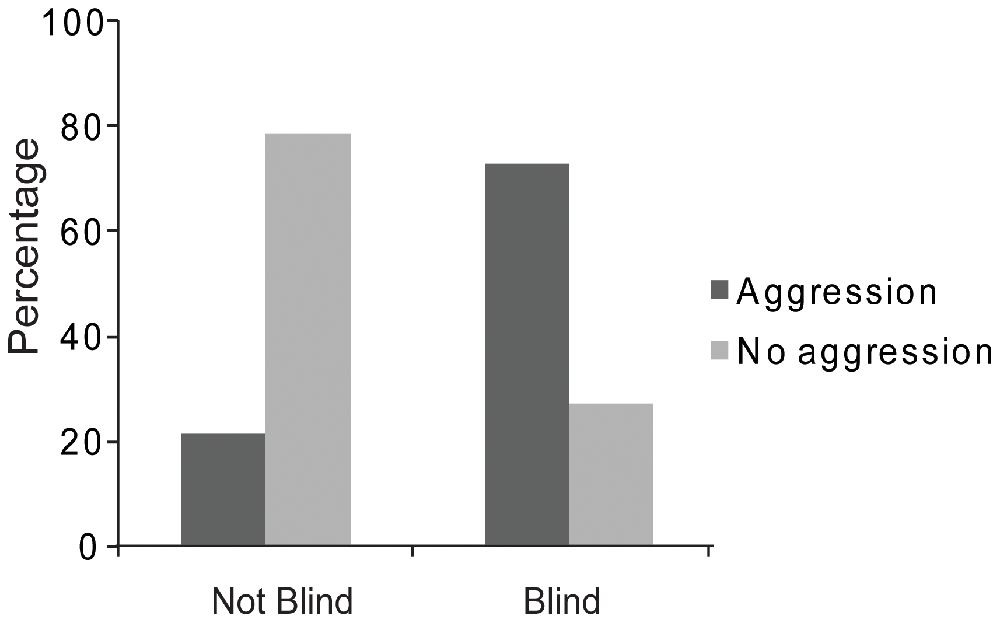 100
80
60
40
20
0
Percentage
Not Blind
Blind
Aggression
No aggression